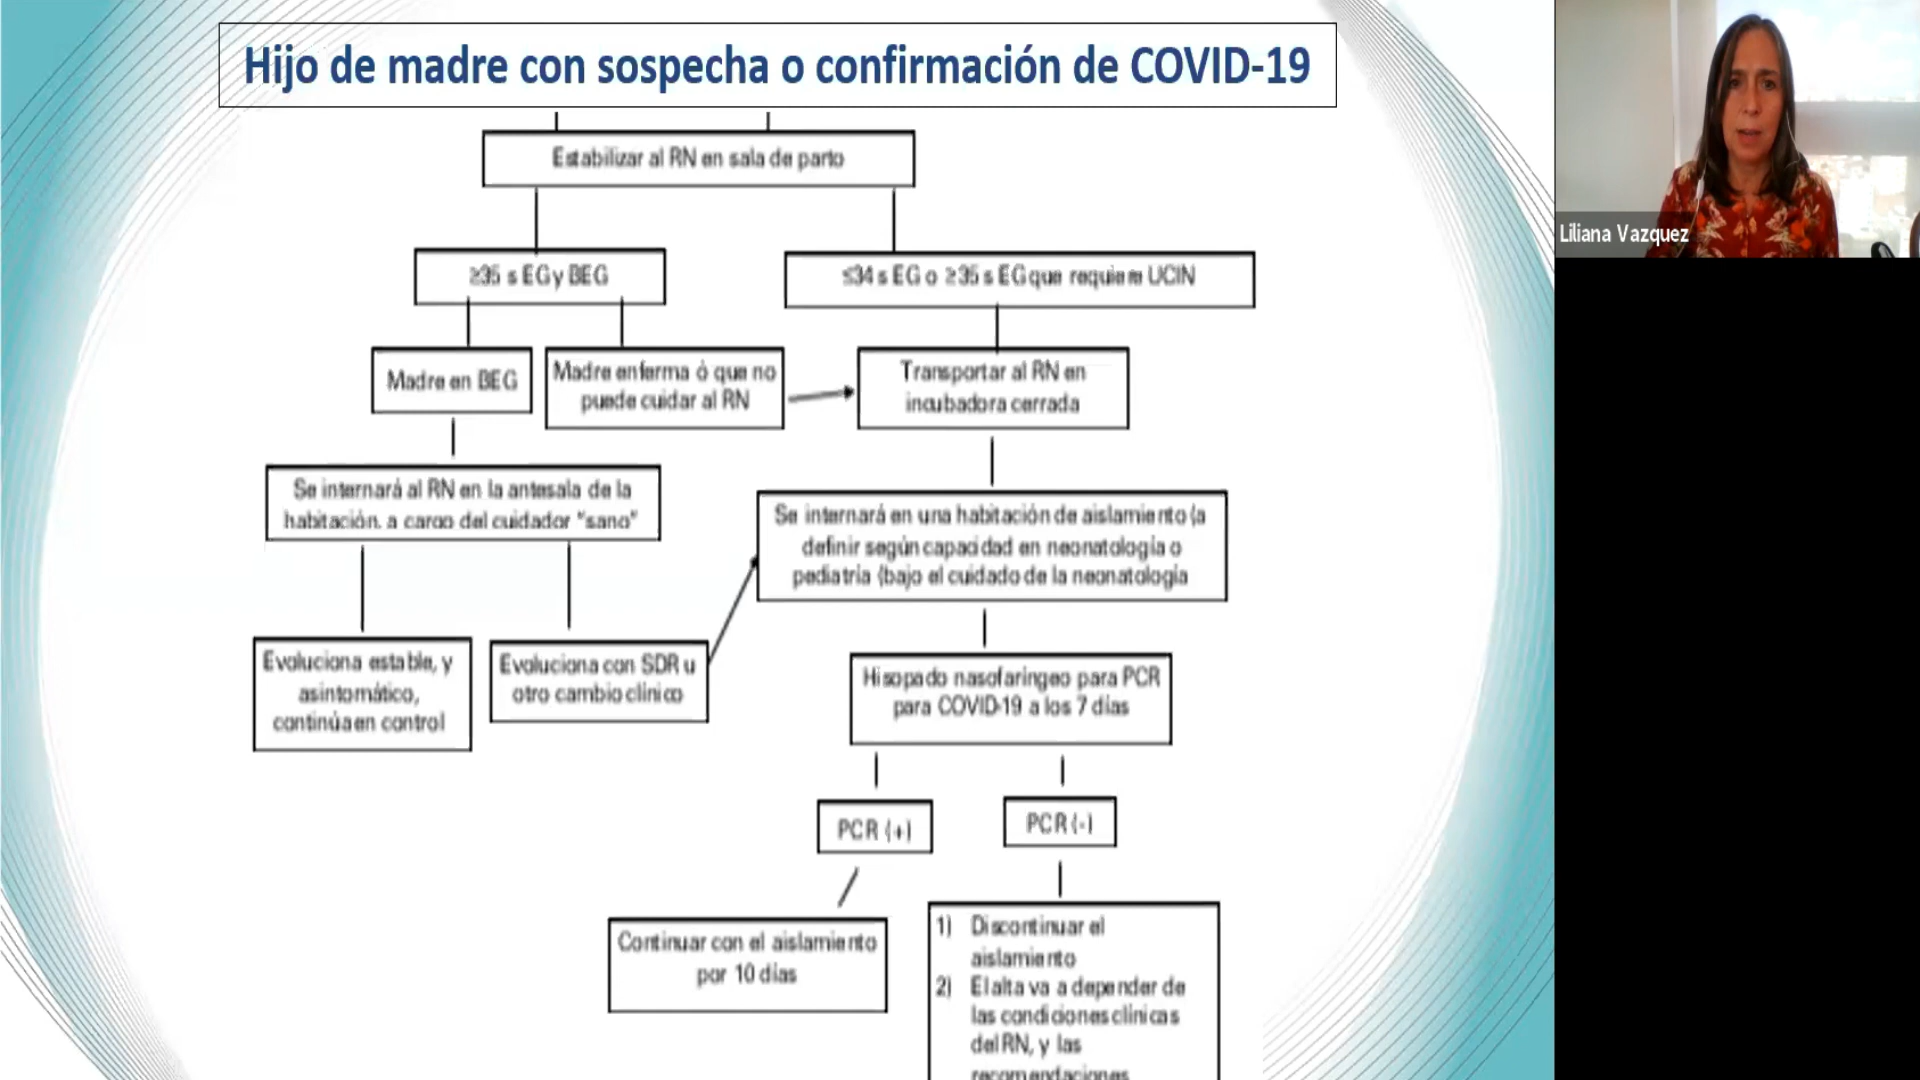 Hijo de madre con sospecha o confirmación de COVID-19
Estabilizar al RN en sala de parto
≥35 s EG y BEG
≤34 s EG o ≥35 s EG que requiere UCIN
Madre en BEG
Madre enferma ó que no
puede cuidar al RN
Transportar al RN en
incubadora cerrada
Se internará al RN en la antesala de la
habitación, a cargo del cuidador "sano"
Se internará en una habitación de aislamiento (a
definir según capacidad en neonatología o
pediatría (bajo el cuidado de la neonatología
Evoluciona estable, y
asintomático,
continúa en control
Evoluciona con SDR u
otro cambio clínico
Hisopado nasofaríngeo para PCR
para COVID-19 a los 7 días
PCR (+)
PCR (-)
Continuar con el aislamiento
por 10 días
1) Discontinuar el
aislamiento
2) El alta va a depender de
las condiciones clínicas
del RN, y las
recomendaciones
Liliana Vazquez